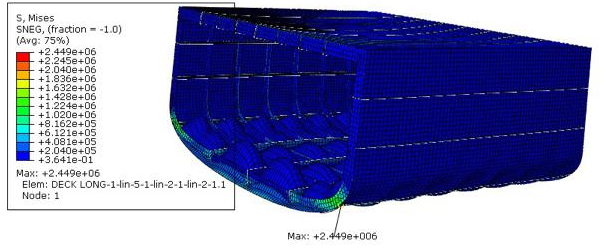 S, Mises
SNEG, (fraction = -1.0)
(Avg: 75%)
+2.449e+06
+2.245e+06
+2.040e+06
+1.836e+06
+1.632e+06
+1.428e+06
+1.224e+06
+1.020e+06
+8.162e+05
+6.121e+05
+4.081e+05
+2.040e+05
+3.641e-01
Max: +2.449e+06
Elem: DECK LONG-1-lin-5-1-lin-2-1-lin-2-1.1
Node: 1
Max: +2.449e+006